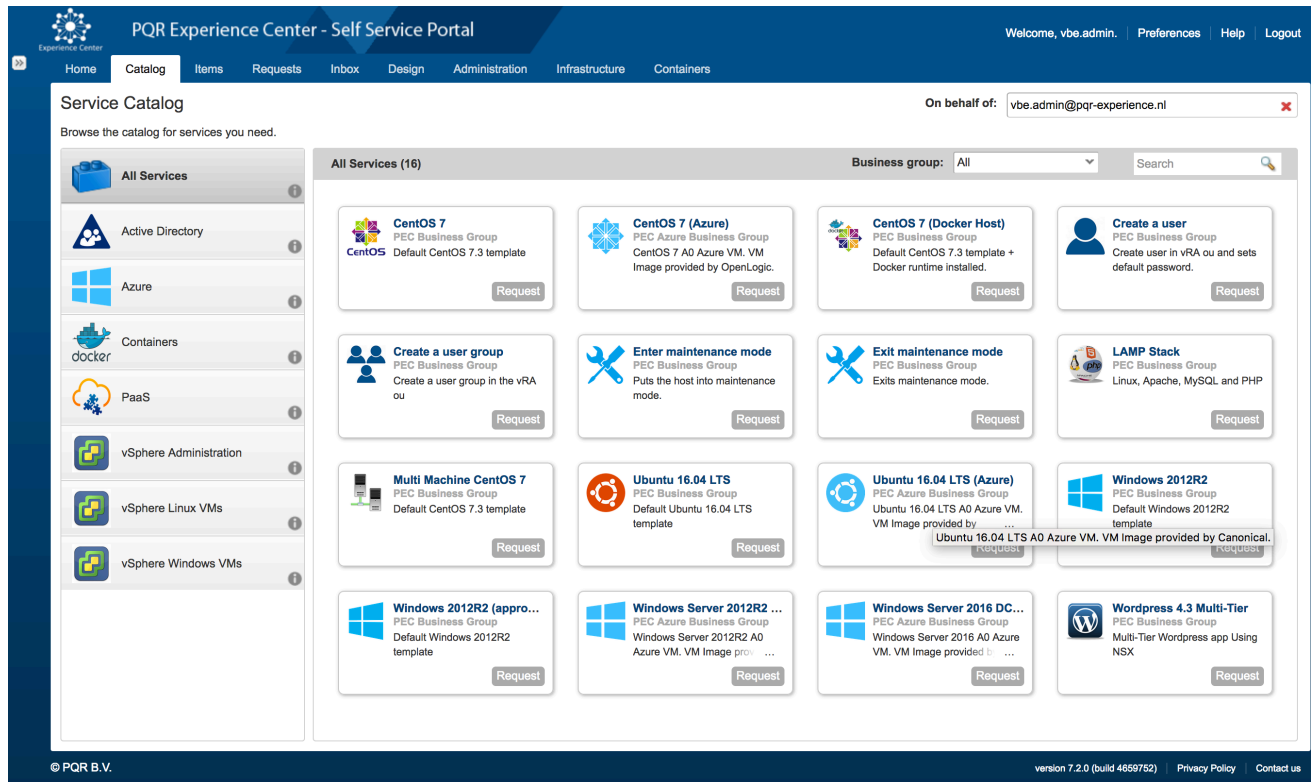 PQR Experience Center - Self Service Portal
Experience Center
Welcome, vbe.admin. Preferences Help Logout
Home Catalog Items Requests Inbox Design Administration Infrastructure Containers
Service Catalog
On behalf of: vbe.admin@pqr-experience.nl
Browse the catalog for services you need.
All Services
Active Directory
Azure
docker
Containers
PaaS
vSphere Administration
vSphere Linux VMs
vSphere Windows VMs
All Services (16)
Business group: All
Search
CentOS
CentOS 7
PEC Business Group
Default CentOS 7.3 template
Request
CentOS 7 (Azure)
PEC Azure Business Group
CentOS 7 A0 Azure VM. VM
Image provided by OpenLogic.
Request
docker
CentOS 7 (Docker Host)
PEC Business Group
Default CentOS 7.3 template +
Docker runtime installed.
Request
Create a user
PEC Business Group
Create user in vRA ou and sets
default password.
Request
Create a user group
PEC Business Group
Create a user group in the vRA
ou
Request
Enter maintenance mode
PEC Business Group
Puts the host into maintenance
mode.
Request
Exit maintenance mode
PEC Business Group
Exits maintenance mode.
Request
php
LAMP Stack
PEC Business Group
Linux, Apache, MySQL and PHP
Request
Multi Machine CentOS 7
PEC Business Group
Default CentOS 7.3 template
Request
Ubuntu 16.04 LTS
PEC Business Group
Default Ubuntu 16.04 LTS
template
Request
Ubuntu 16.04 LTS (Azure)
PEC Azure Business Group
Ubuntu 16.04 LTS A0 Azure VM.
VM Image provided by ...
Ubuntu 16.04 LTS A0 Azure VM. VM Image provided by Canonical.
Request
Windows 2012R2
PEC Business Group
Default Windows 2012R2
template
Request
Windows 2012R2 (appro...
PEC Business Group
Default Windows 2012R2
template
Request
Windows Server 2012R2 ...
PEC Azure Business Group
Windows Server 2012R2 A0
Azure VM. VM Image prov ...
Request
Windows Server 2016 DC...
PEC Azure Business Group
Windows Server 2016 A0 Azure
VM. VM Image provided b ...
Request
Wordpress 4.3 Multi-Tier
PEC Business Group
Multi-Tier Wordpress app Using
NSX
Request
© PQR B.V.
version 7.2.0 (build 4659752) Privacy Policy Contact us